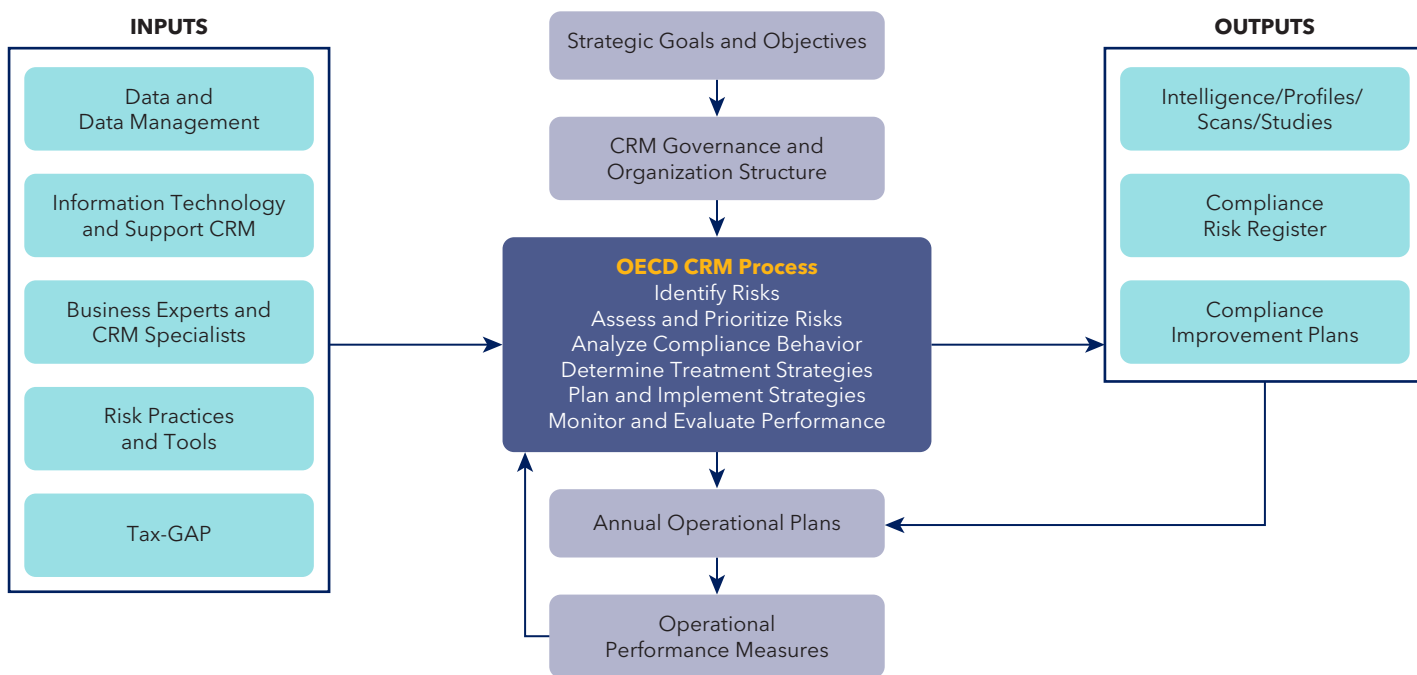 INPUTS
Data and
Data Management
Information Technology
and Support CRM
Business Experts and
CRM Specialists
Risk Practices
and Tools
Tax-GAP
Strategic Goals and Objectives
CRM Governance and
Organization Structure
OECD CRM Process
Identify Risks
Assess and Prioritize Risks
Analyze Compliance Behavior
Determine Treatment Strategies
Plan and Implement Strategies
Monitor and Evaluate Performance
Annual Operational Plans
Operational
Performance Measures
OUTPUTS
Intelligence/Profiles/
Scans/Studies
Compliance
Risk Register
Compliance
Improvement Plans